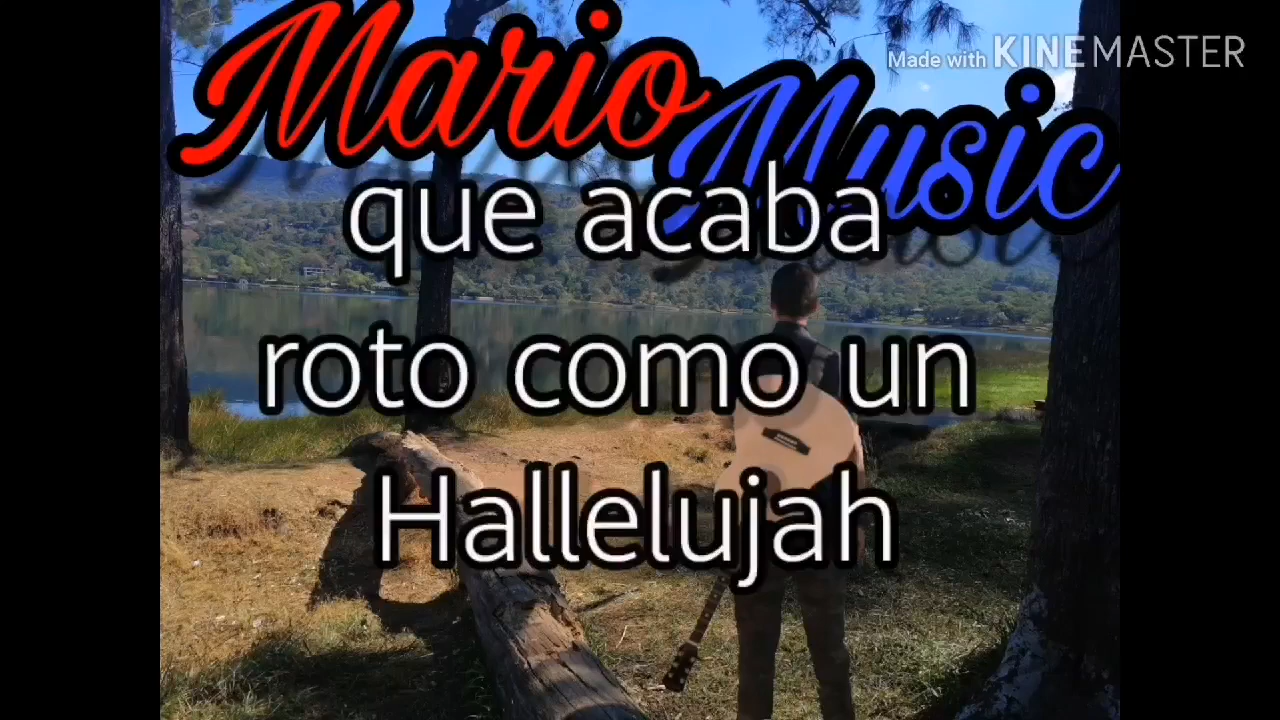 Made with KINEMASTER
Mario
Music
que acaba
roto como un
Hallelujah